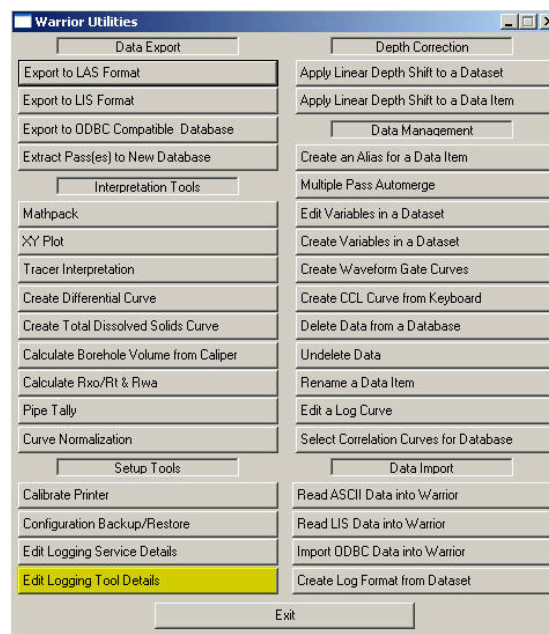 Warrior Utilities
Data Export
Export to LAS Format
Export to LIS Format
Export to ODBC Compatible Database
Extract Pass(es) to New Database
Interpretation Tools
Mathpack
XY Plot
Tracer Interpretation
Create Differential Curve
Create Total Dissolved Solids Curve
Calculate Borehole Volume from Caliper
Calculate Rxo/Rt & Rwa
Pipe Tally
Curve Normalization
Setup Tools
Calibrate Printer
Configuration Backup/Restore
Edit Logging Service Details
Edit Logging Tool Details
Depth Correction
Apply Linear Depth Shift to a Dataset
Apply Linear Depth Shift to a Data Item
Data Management
Create an Alias for a Data Item
Multiple Pass Automerge
Edit Variables in a Dataset
Create Variables in a Dataset
Create Waveform Gate Curves
Create CCL Curve from Keyboard
Delete Data from a Database
Undelete Data
Rename a Data Item
Edit a Log Curve
Select Correlation Curves for Database
Data Import
Read ASCII Data into Warrior
Read LIS Data into Warrior
Import ODBC Data into Warrior
Create Log Format from Dataset
Exit